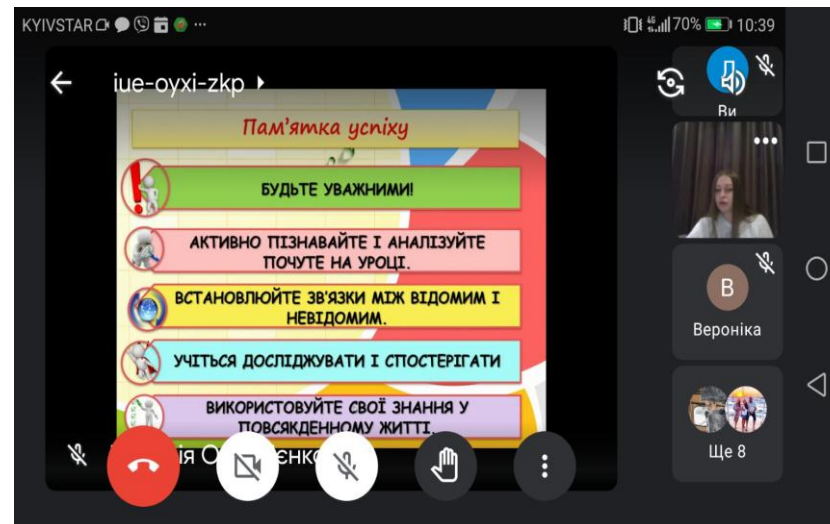 KYIVSTAR
70% 10:39
iue-oyxi-zkp
Пам'ятка успіху
БУДЬТЕ УВАЖНИМИ!
АКТИВНО ПІЗНАВАЙТЕ І АНАЛІЗУЙТЕ
ПОЧУТЕ НА УРОЦІ.
ВСТАНОВЛЮЙТЕ ЗВ'ЯЗКИ МІЖ ВІДОМИМ І
НЕВІДОМИМ.
УЧІТЬСЯ ДОСЛІДЖУВАТИ І СПОСТЕРІГАТИ
ВИКОРИСТОВУЙТЕ СВОЇ ЗНАННЯ У
ПОВСЯКДЕННОМУ ЖИТТІ.
Ви
В
Вероніка
Ще 8